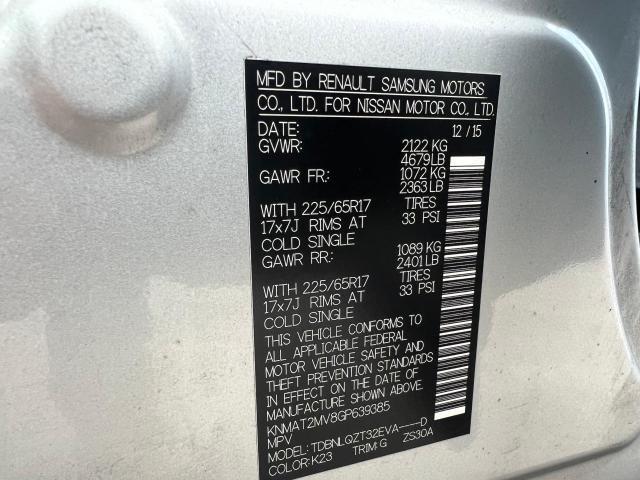 MFD BY RENAULT SAMSUNG MOTORS
CO., LTD. FOR NISSAN MOTOR CO., LTD.
DATE: 12/15
GVWR: 2122 KG
4679 LB
GAWR FR: 1072 KG
2363 LB
WITH 225/65R17 TIRES
17x7J RIMS AT 33 PSI
COLD SINGLE
GAWR RR: 1089 KG
2401 LB
WITH 225/65R17 TIRES
17x7J RIMS AT 33 PSI
COLD SINGLE
THIS VEHICLE CONFORMS TO
ALL APPLICABLE FEDERAL
MOTOR VEHICLE SAFETY AND
THEFT PREVENTION STANDARDS
IN EFFECT ON THE DATE OF
MANUFACTURE SHOWN ABOVE.
KNMAT2MV8GP639385
MPV
MODEL: TDBNLQZT32EVA----D
COLOR: K23 TRIM: G ZS30A